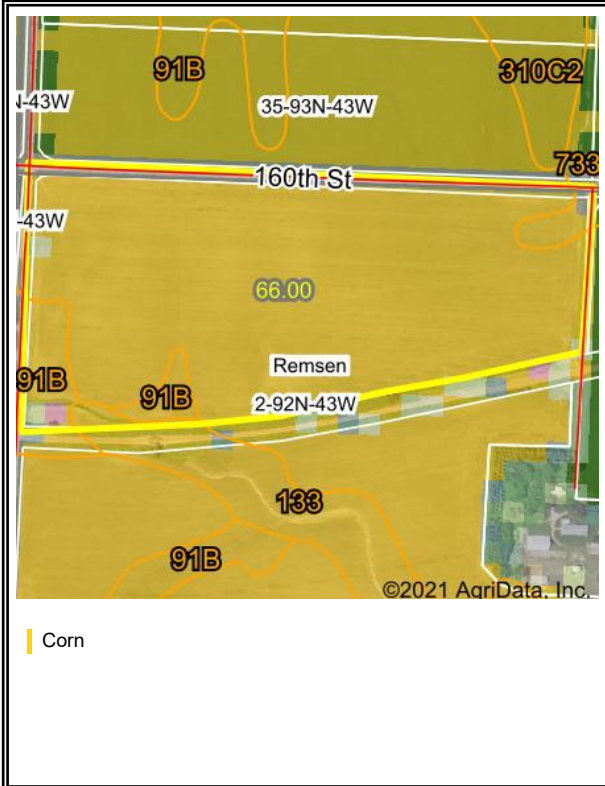 91B
310C2
N-43W
35-93N-43W
733
160th St
-43W
66.00
Remsen
91B
91B
2-92N-43W
133
91B
©2021 AgriData, Inc.
Corn